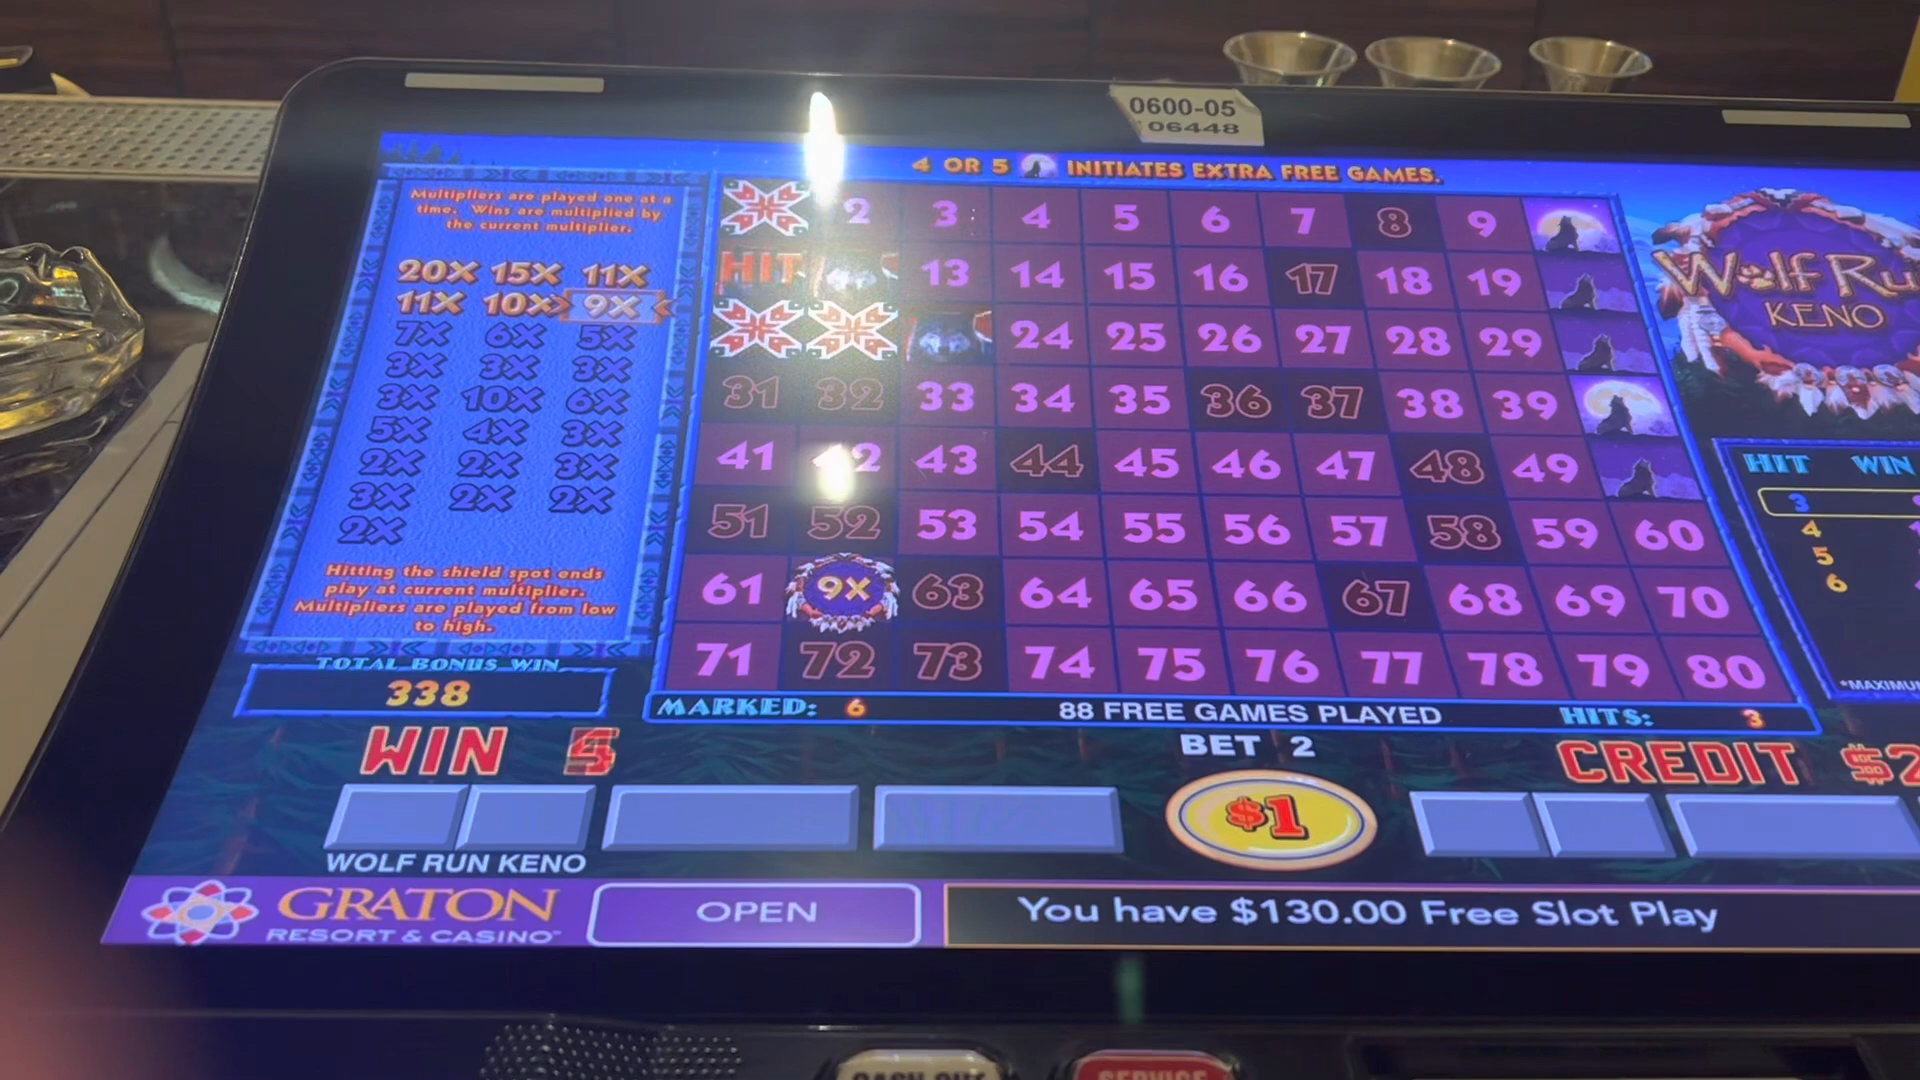 0600-05
06448
4 OR 5 INITIATES EXTRA FREE GAMES.
Multipliers are played one at a
time. Wins are multiplied by
the current multiplier.
20X 15X 11X
11X 10X 9X
7X 6X 5X
3X 3X 3X
3X 10X 6X
5X 4X 3X
2X 2X 3X
3X 2X 2X
2X
Hitting the shield spot ends
play at current multiplier.
Multipliers are played from low
to high.
TOTAL BONUS WIN
338
2 3 4 5 6 7 8 9
HIT 13 14 15 16 17 18 19
24 25 26 27 28 29
31 32 33 34 35 36 37 38 39
41 42 43 44 45 46 47 48 49
51 52 53 54 55 56 57 58 59 60
61 9X 63 64 65 66 67 68 69 70
71 72 73 74 75 76 77 78 79 80
MARKED: 6 88 FREE GAMES PLAYED HITS: 3
Wolf Ru
KENO
HIT WIN
3
4
5
6
*MAXIMU
WIN
BET 2
CREDIT $2
$1
WOLF RUN KENO
GRATON
RESORT & CASINO
OPEN
You have $130.00 Free Slot Play
CASH OUT
SERVICE